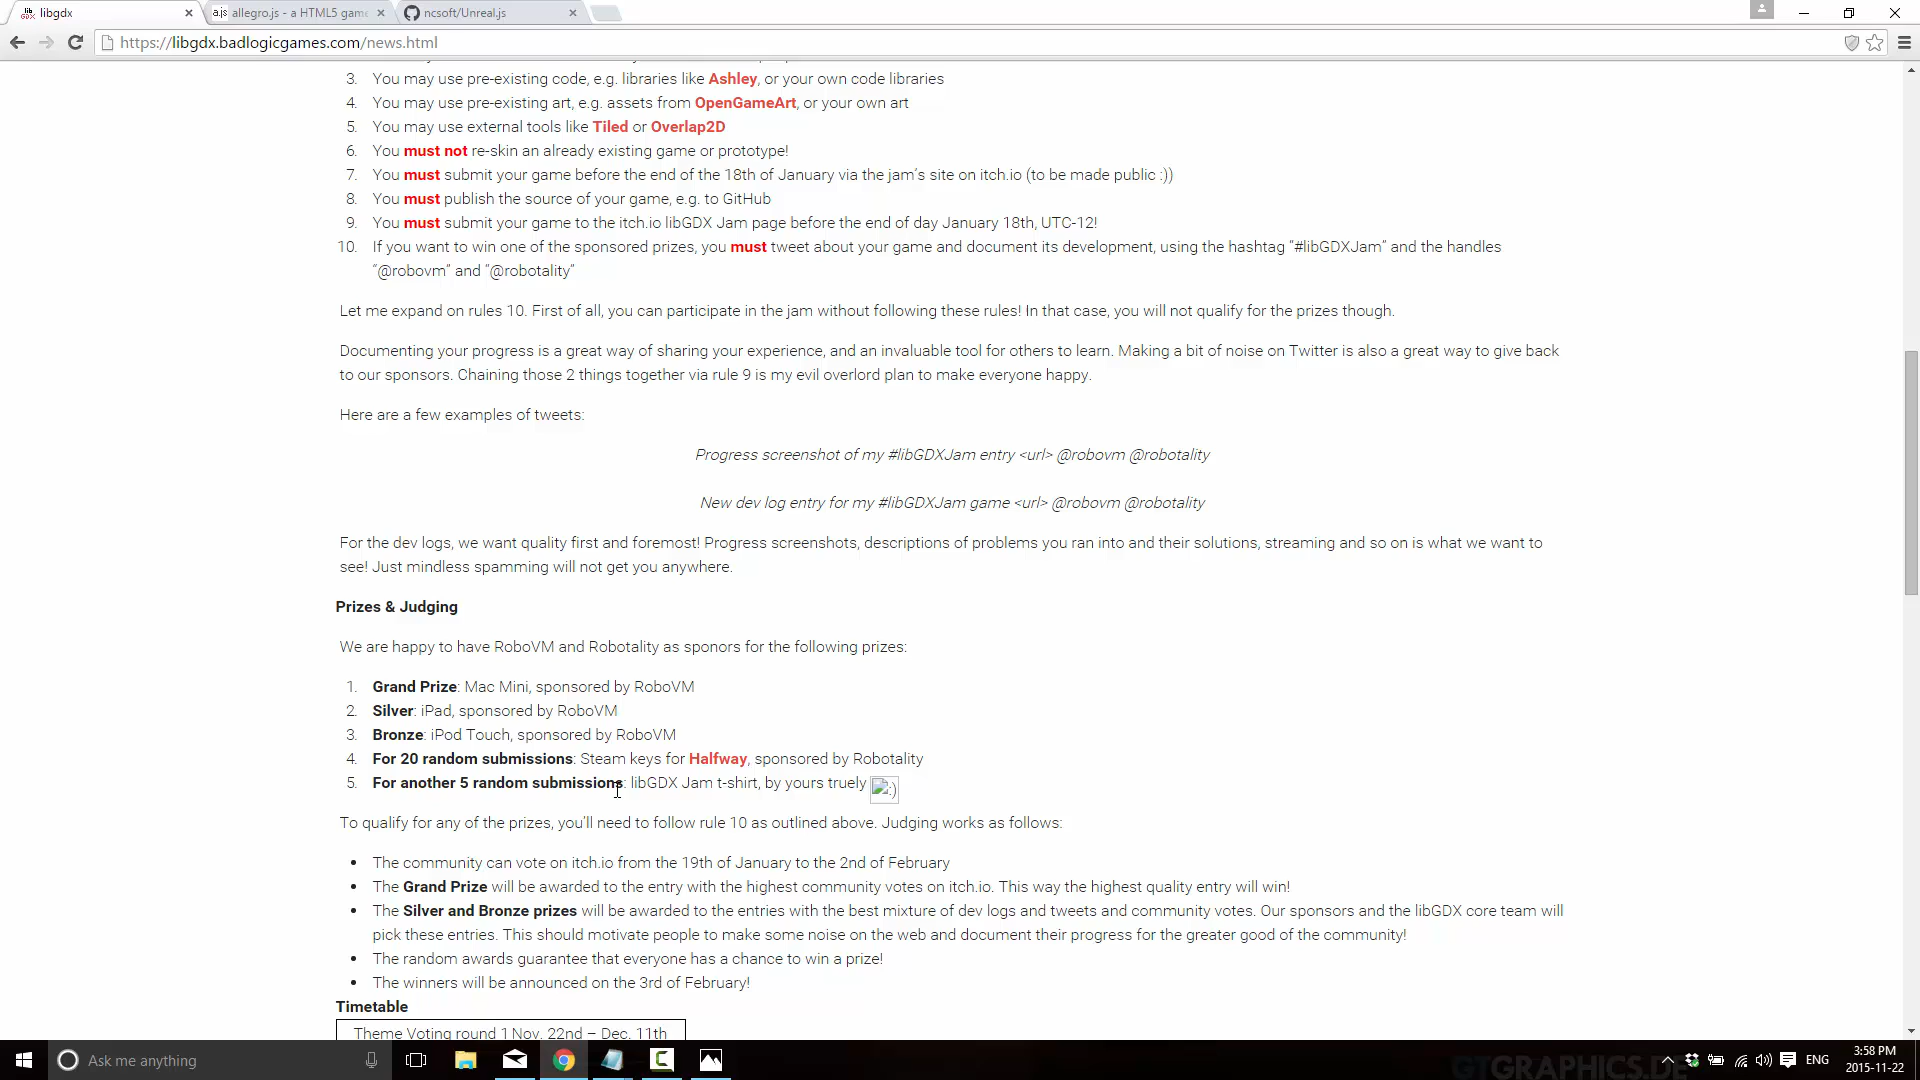 libgdx
allegro.js - a HTML5 game
ncsoft/Unreal.js
https://libgdx.badlogicgames.com/news.html
3. You may use pre-existing code, e.g. libraries like Ashley, or your own code libraries
4. You may use pre-existing art, e.g. assets from OpenGameArt, or your own art
5. You may use external tools like Tiled or Overlap2D
6. You must not re-skin an already existing game or prototype!
7. You must submit your game before the end of the 18th of January via the jam's site on itch.io (to be made public :))
8. You must publish the source of your game, e.g. to GitHub
9. You must submit your game to the itch.io libGDX Jam page before the end of day January 18th, UTC-12!
10. If you want to win one of the sponsored prizes, you must tweet about your game and document its development, using the hashtag “#libGDXJam” and the handles
“@robovm” and “@robotality”
Let me expand on rules 10. First of all, you can participate in the jam without following these rules! In that case, you will not qualify for the prizes though.
Documenting your progress is a great way of sharing your experience, and an invaluable tool for others to learn. Making a bit of noise on Twitter is also a great way to give back
to our sponsors. Chaining those 2 things together via rule 9 is my evil overlord plan to make everyone happy.
Here are a few examples of tweets:
Progress screenshot of my #libGDXJam entry <url> @robovm @robotality
New dev log entry for my #libGDXJam game <url> @robovm @robotality
For the dev logs, we want quality first and foremost! Progress screenshots, descriptions of problems you ran into and their solutions, streaming and so on is what we want to
see! Just mindless spamming will not get you anywhere.
Prizes & Judging
We are happy to have RoboVM and Robotality as sponors for the following prizes:
1. Grand Prize: Mac Mini, sponsored by RoboVM
2. Silver: iPad, sponsored by RoboVM
3. Bronze: iPod Touch, sponsored by RoboVM
4. For 20 random submissions: Steam keys for Halfway, sponsored by Robotality
5. For another 5 random submissions: libGDX Jam t-shirt, by yours truely :)
To qualify for any of the prizes, you'll need to follow rule 10 as outlined above. Judging works as follows:
• The community can vote on itch.io from the 19th of January to the 2nd of February
• The Grand Prize will be awarded to the entry with the highest community votes on itch.io. This way the highest quality entry will win!
• The Silver and Bronze prizes will be awarded to the entries with the best mixture of dev logs and tweets and community votes. Our sponsors and the libGDX core team will
pick these entries. This should motivate people to make some noise on the web and document their progress for the greater good of the community!
• The random awards guarantee that everyone has a chance to win a prize!
• The winners will be announced on the 3rd of February!
Timetable
Theme Voting round 1 Nov. 22nd – Dec. 11th
Ask me anything
GTGRAPHICS.DE
ENG
3:58 PM
2015-11-22